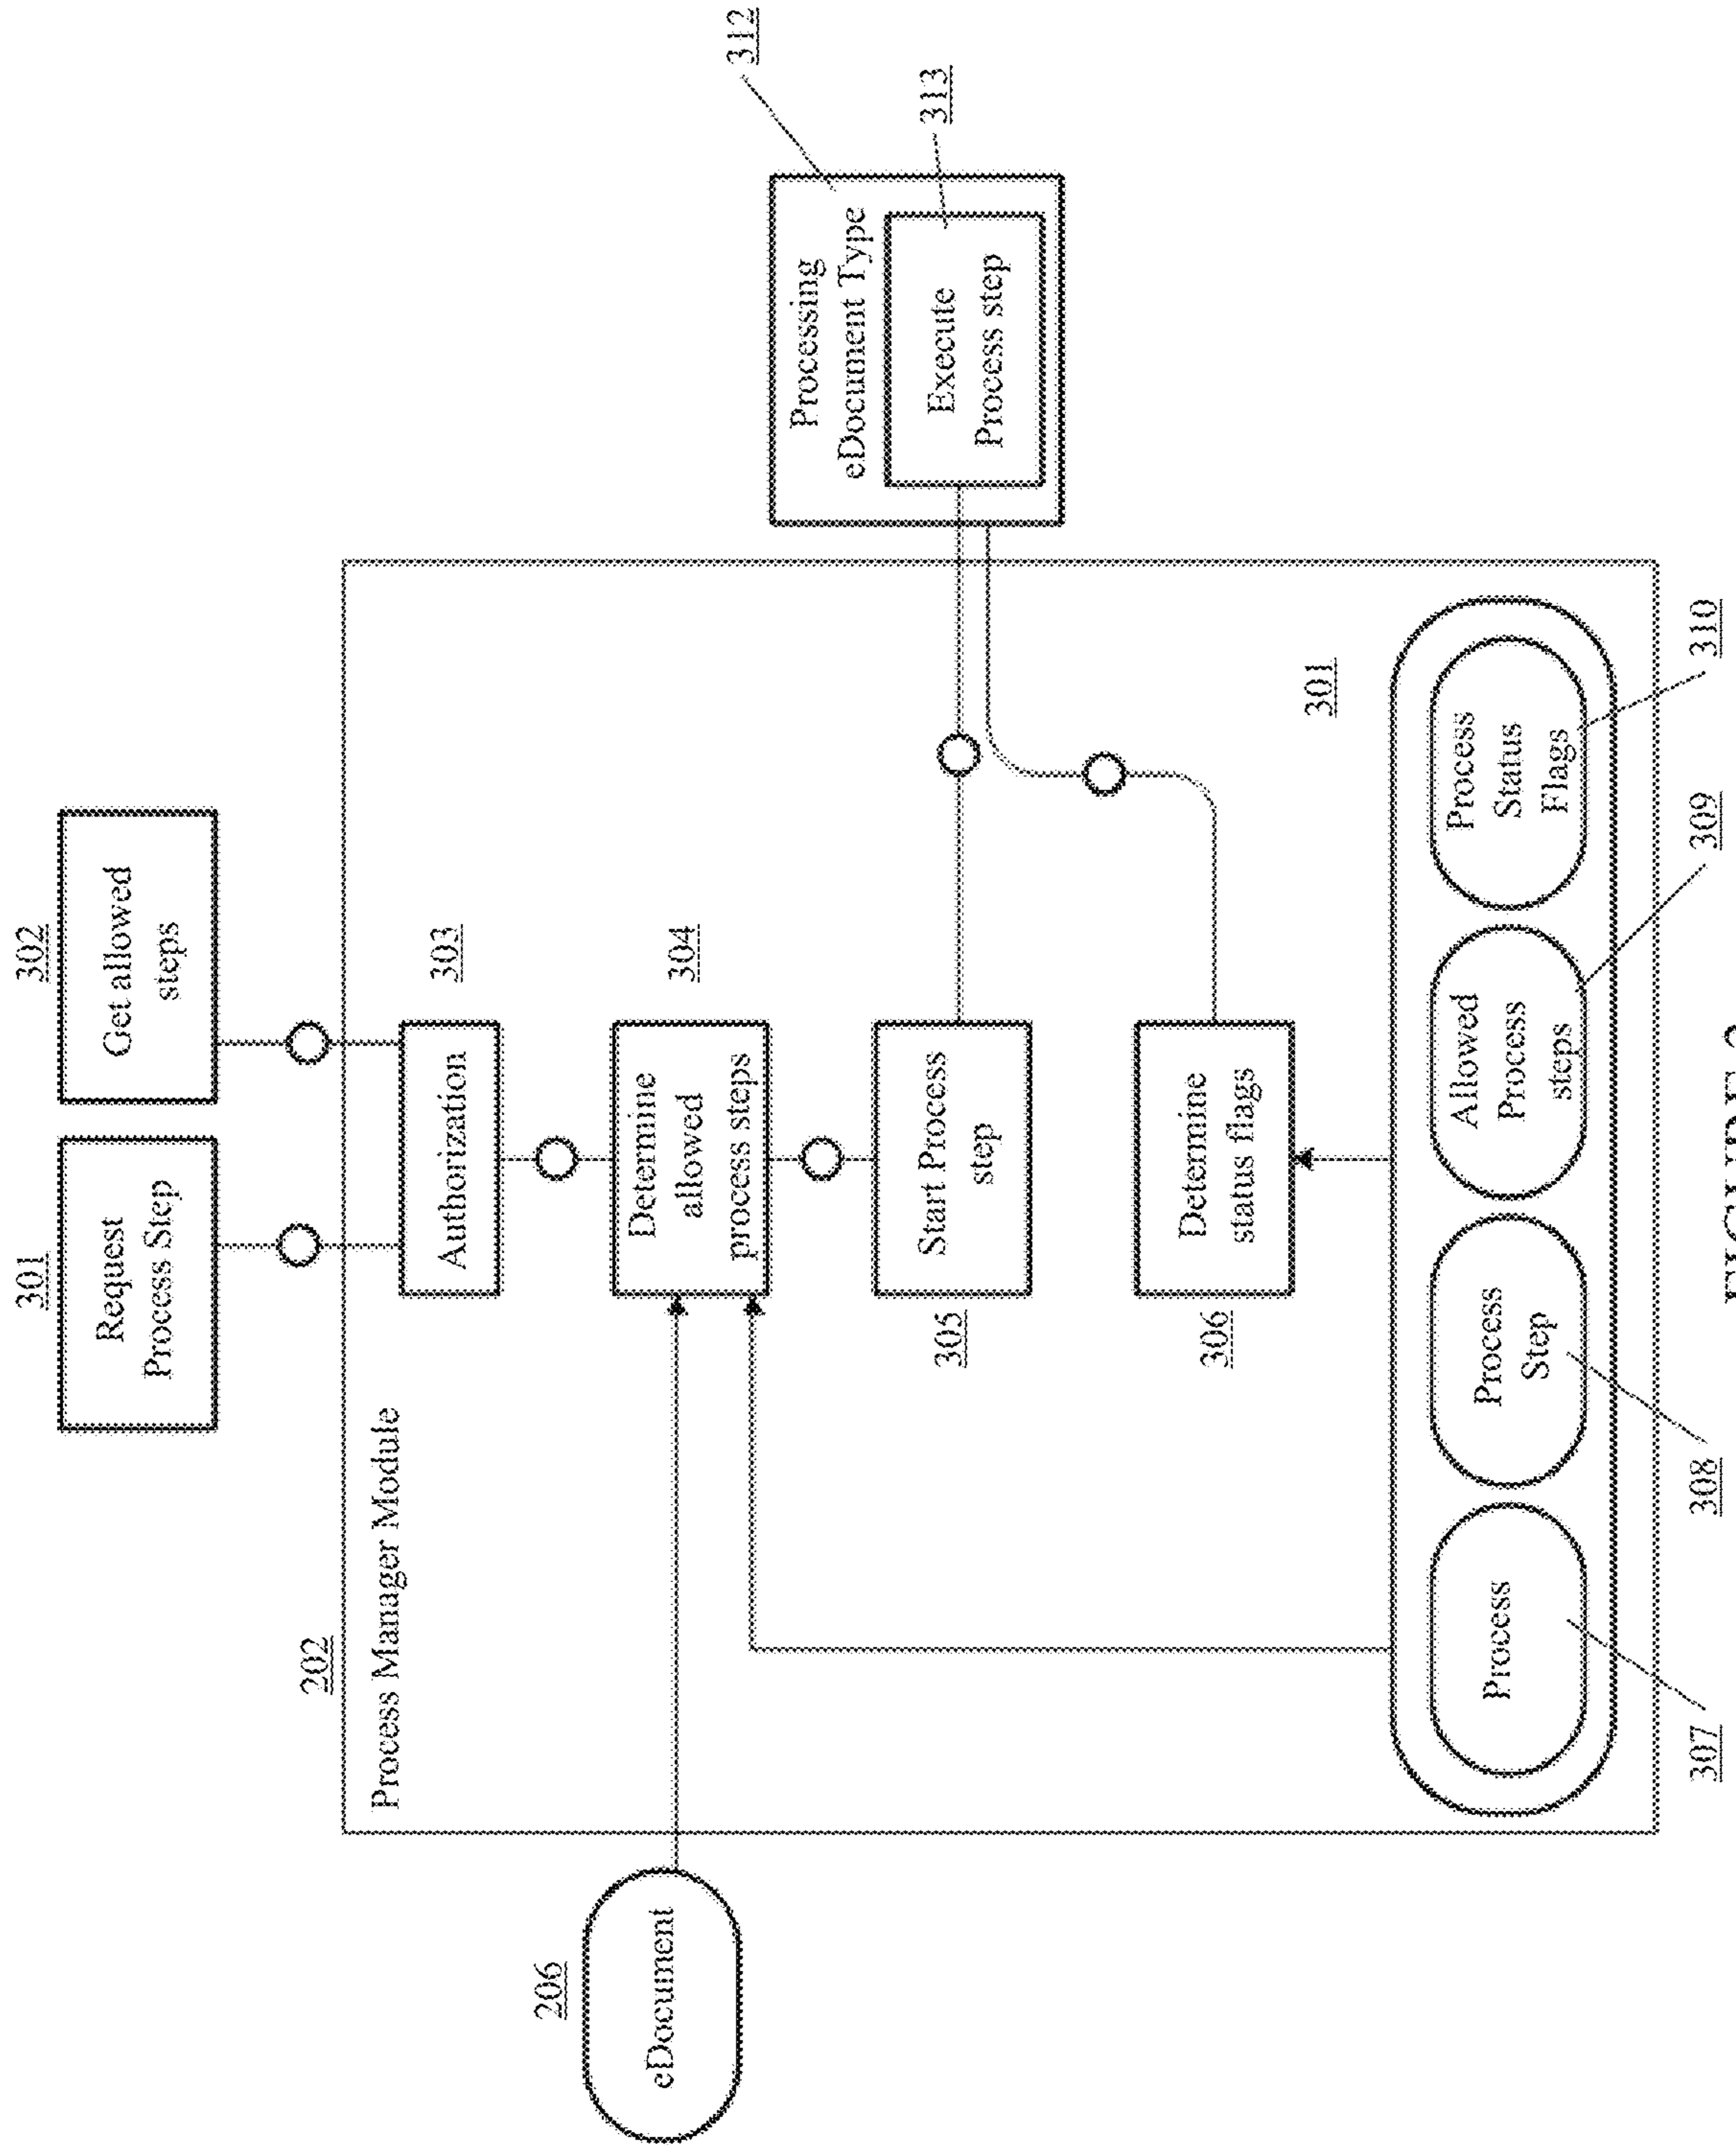 301
Request
Process Step
302
Get allowed
steps
202
Process Manager Module
303
Authorization
206
eDocument
304
Determine
allowed
process steps
312
Processing
eDocument Type
313
Execute
Process step
305
Start Process
step
306
Determine
status flags
301
Process
Process
Step
Allowed
Process
steps
Process
Status
Flags
307
308
309
310